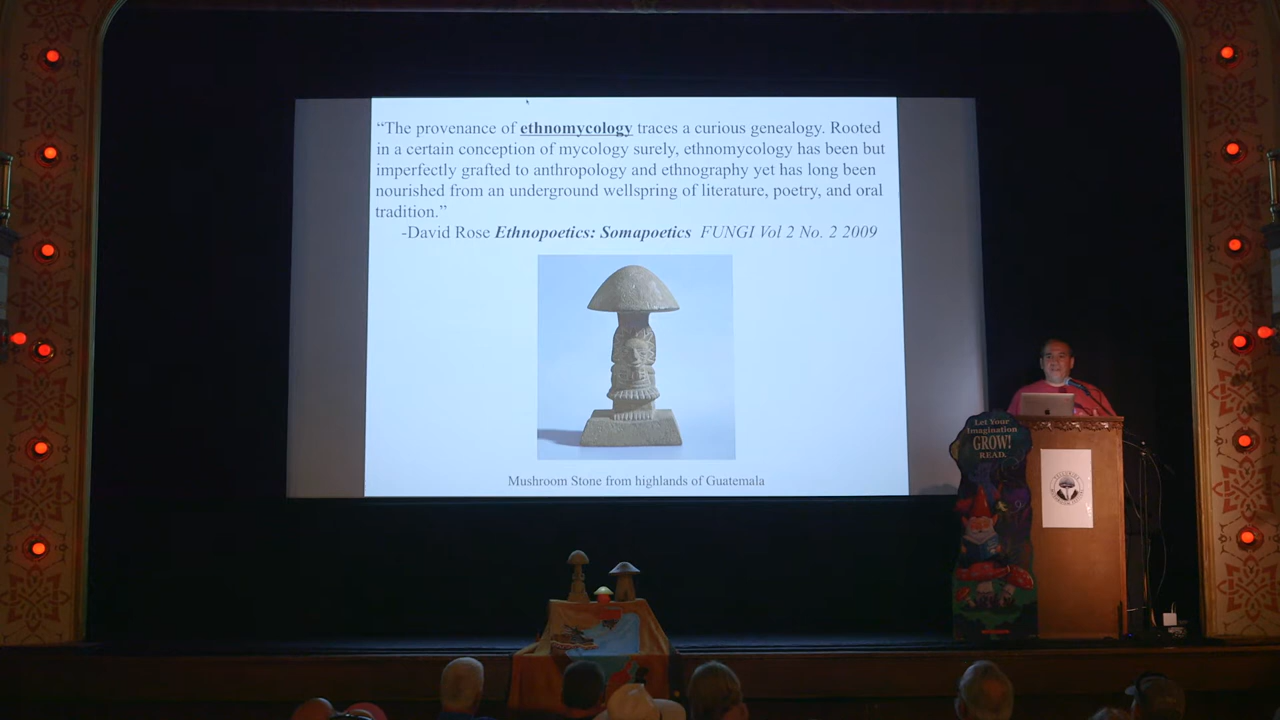 “The provenance of ethnomycology traces a curious genealogy. Rooted
in a certain conception of mycology surely, ethnomycology has been but
imperfectly grafted to anthropology and ethnography yet has long been
nourished from an underground wellspring of literature, poetry, and oral
tradition.”
-David Rose Ethnopoetics: Somapoetics FUNGI Vol 2 No. 2 2009
Mushroom Stone from highlands of Guatemala
Let Your
Imagination
GROW!
READ.